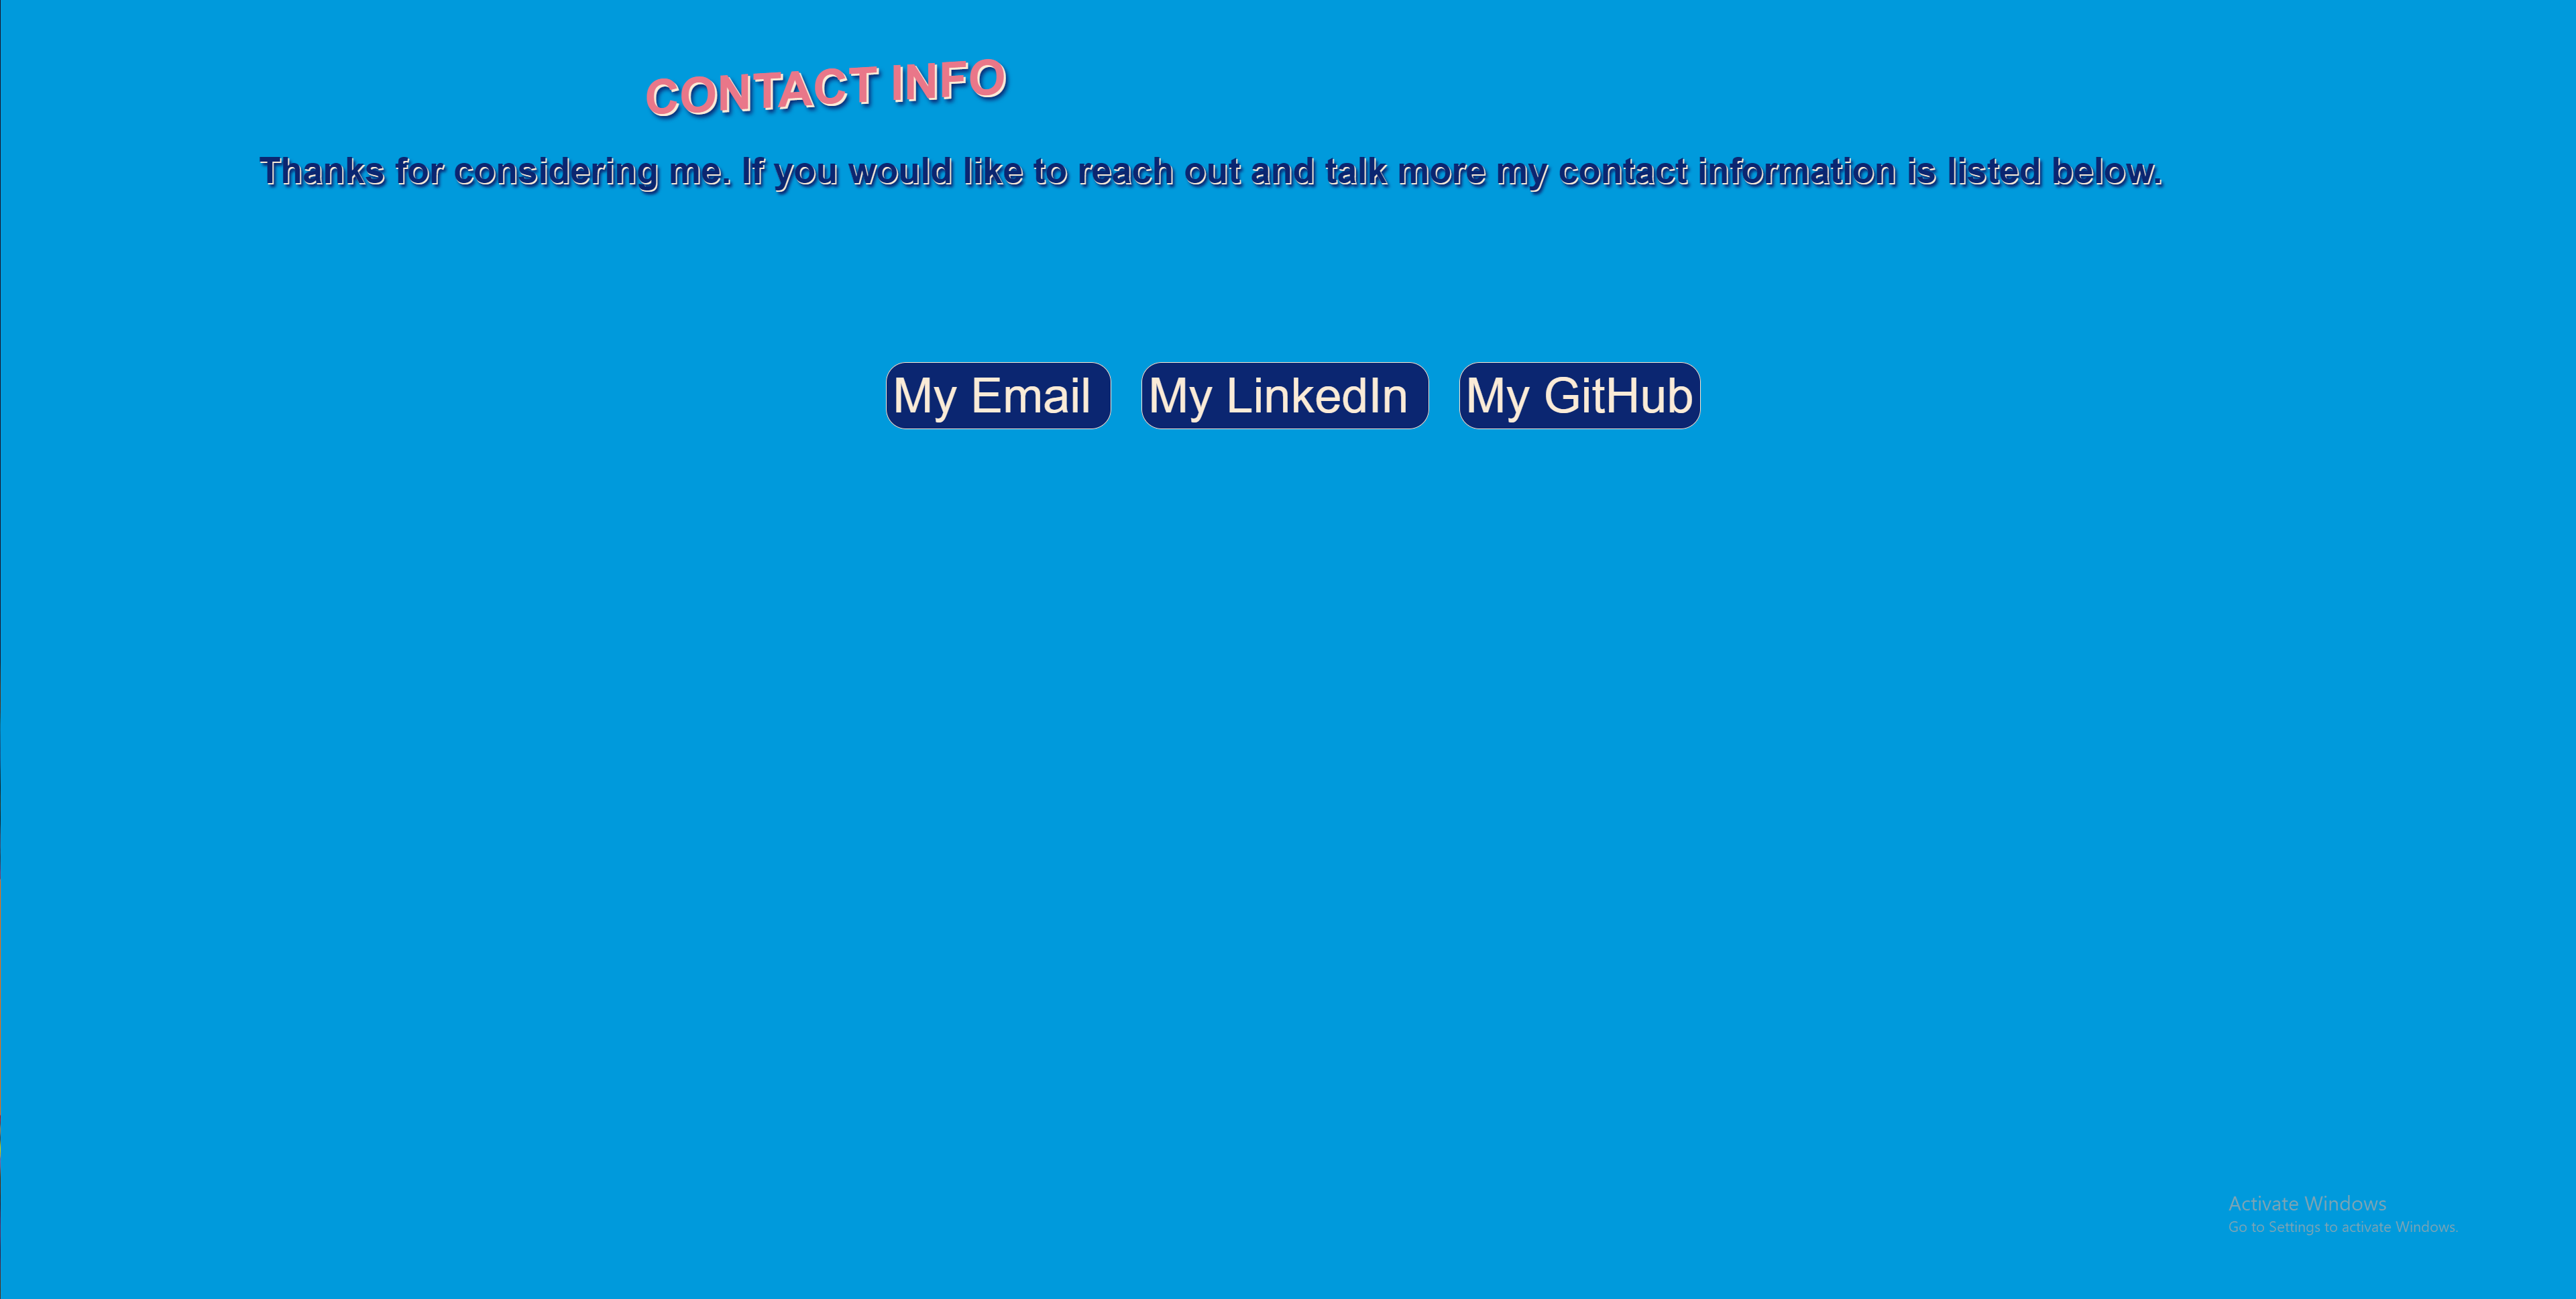 CONTACT INFO
Thanks for considering me. If you would like to reach out and talk more my contact information is listed below.
My Email
My LinkedIn
My GitHub
Activate Windows
Go to Settings to activate Windows.